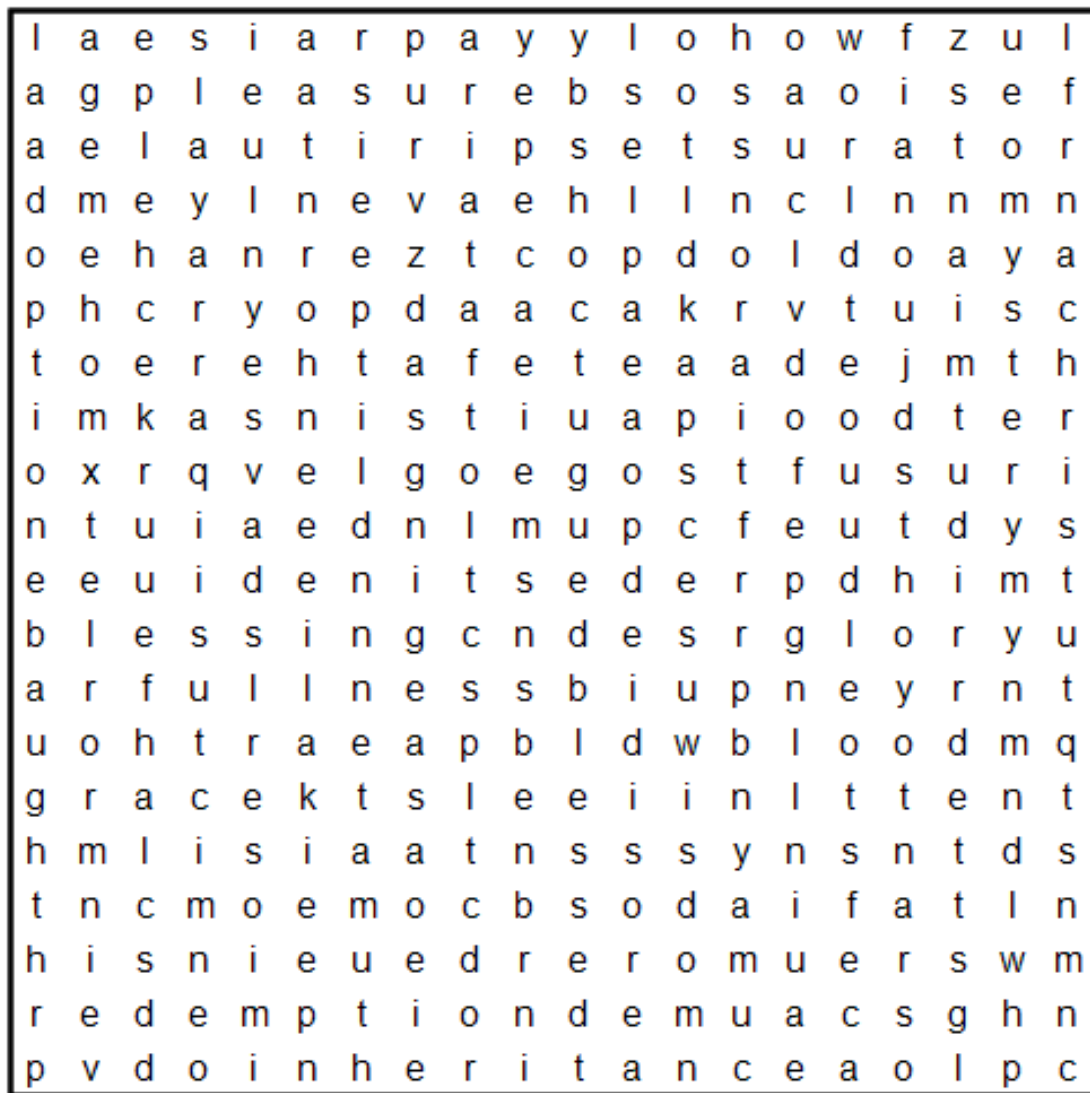 l a e s i a r p a y y l o h o w f z u l
a g p l e a s u r e b s o s a o i s e f
a e l a u t i r i p s e t s u r a t o r
d m e y l n e v a e h l l n c l n n m n
o e h a n r e z t c o p d o l d o a y a
p h c r y o p d a a c a k r v t u i s c
t o e r e h t a f e t e a a d e j m t h
i m k a s n i s t i u a p i o o d t e r
o x r q v e l g o e g o s t f u s u r i
n t u i a e d n l m u p c f e u t d y s
e e u i d e n i t s e d e r p d h i m t
b l e s s i n g c n d e s r g l o r y u
a r f u l l n e s s b i u p n e y r n t
u o h t r a e a p b l d w b l o o d m q
g r a c e k t s l e e i i n l t t e n t
h m l i s i a a t n s s s y n s n t d s
t n c m o e m o c b s o d a i f a t l n
h i s n i e u e d r e r o m u e r s w m
r e d e m p t i o n d e m u a c s g h n
p v d o i n h e r i t a n c e a o l p c